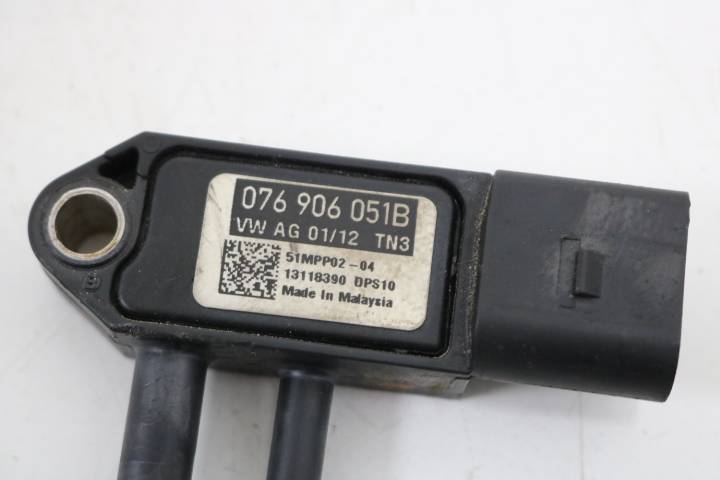 076 906 051B
VW AG 01/12 TN3
51MPP02-04
13118390 DPS10
Made In Malaysia